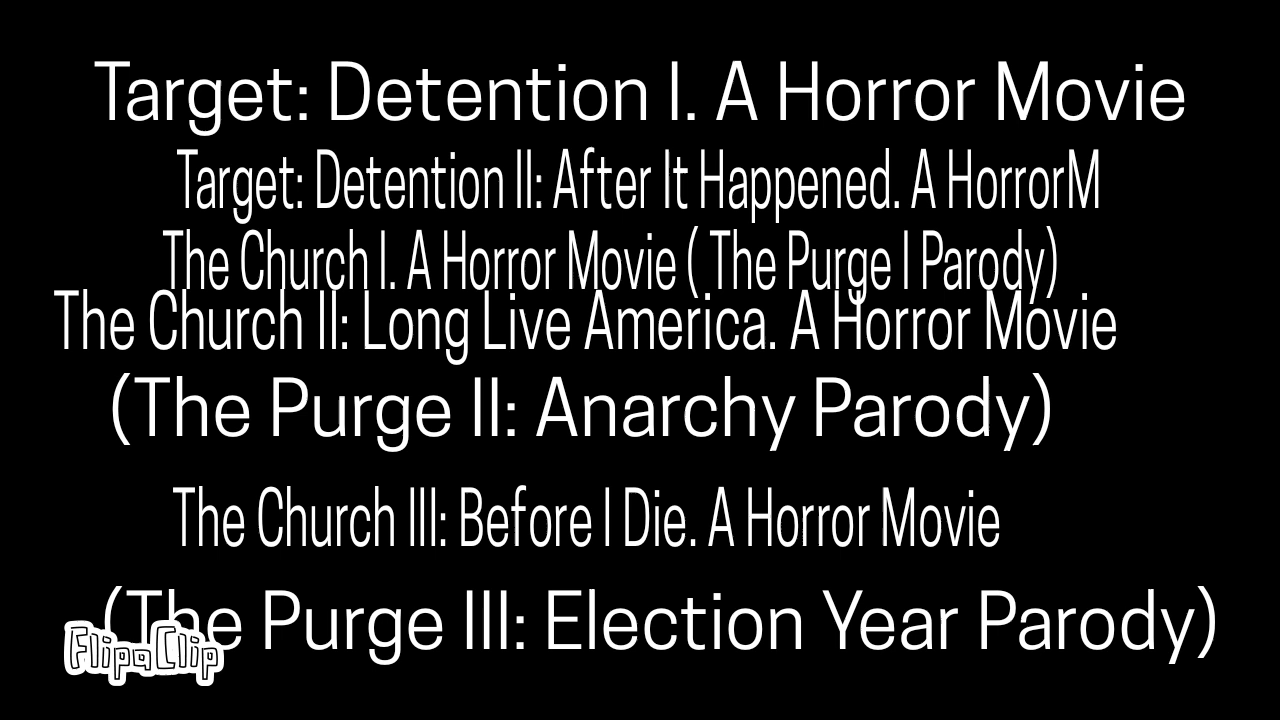 Target: Detention I. A Horror Movie
Target: Detention II: After It Happened. A HorrorM
The Church I. A Horror Movie ( The Purge I Parody)
The Church II: Long Live America. A Horror Movie
(The Purge II: Anarchy Parody)
The Church III: Before I Die. A Horror Movie
(The Purge III: Election Year Parody)
FlipaClip